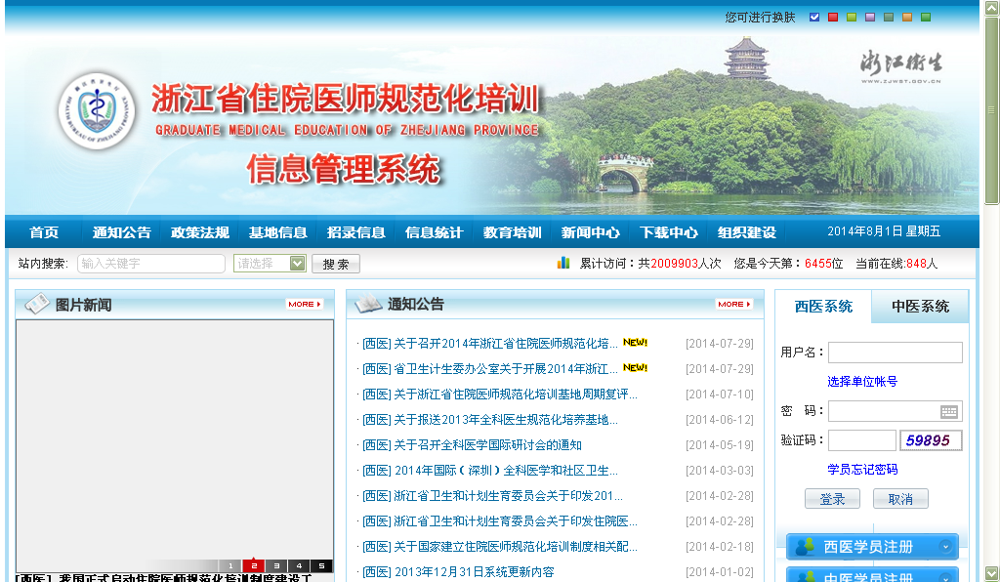 您可进行换肤
浙江衛生
WWW.ZJWST.GOV.CN
浙江省住院医师规范化培训
GRADUATE MEDICAL EDUCATION OF ZHEJIANG PROVINCE
信息管理系统
首页 通知公告 政策法规 基地信息 招录信息 信息统计 教育培训 新闻中心 下载中心 组织建设 2014年8月1日 星期五
站内搜索: 输入关键字 请选择 搜 索 累计访问：共2009903人次 您是今天第：6455位 当前在线:848人
图片新闻 MORE
1 2 3 4 5
[西医] 我国正式启动住院医师规范化培训制度建设工
通知公告 MORE
· [西医] 关于召开2014年浙江省住院医师规范化培... NEW! [2014-07-29]
· [西医] 省卫生计生委办公室关于开展2014年浙江... NEW! [2014-07-29]
· [西医] 关于浙江省住院医师规范化培训基地周期复评... [2014-07-10]
· [西医] 关于报送2013年全科医生规范化培养基地... [2014-06-12]
· [西医] 关于召开全科医学国际研讨会的通知 [2014-05-19]
· [西医] 2014年国际（深圳）全科医学和社区卫生... [2014-03-03]
· [西医] 浙江省卫生和计划生育委员会关于印发201... [2014-02-28]
· [西医] 浙江省卫生和计划生育委员会关于印发住院医... [2014-02-28]
· [西医] 关于国家建立住院医师规范化培训制度相关配... [2014-02-18]
· [西医] 2013年12月31日系统更新内容 [2014-01-02]
西医系统 中医系统
用户名：
选择单位帐号
密 码：
验证码： 59895
学员忘记密码
登录 取消
西医学员注册
中医学员注册